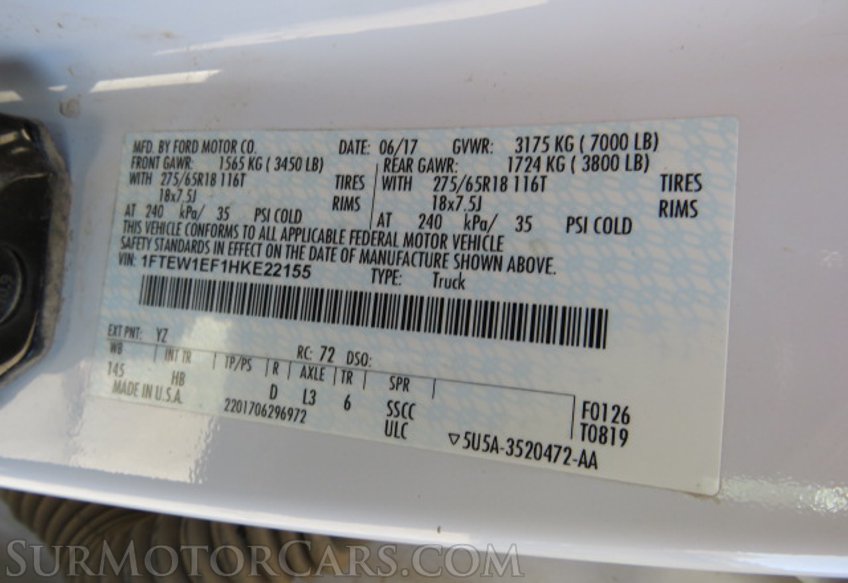 MFD. BY FORD MOTOR CO. DATE: 06/17 GVWR: 3175 KG ( 7000 LB)
FRONT GAWR: 1565 KG ( 3450 LB) REAR GAWR: 1724 KG ( 3800 LB)
WITH 275/65R18 116T TIRES WITH 275/65R18 116T TIRES
18x7.5J RIMS 18x7.5J RIMS
AT 240 kPa/ 35 PSI COLD AT 240 kPa/ 35 PSI COLD
THIS VEHICLE CONFORMS TO ALL APPLICABLE FEDERAL MOTOR VEHICLE
SAFETY STANDARDS IN EFFECT ON THE DATE OF MANUFACTURE SHOWN ABOVE.
VIN: 1FTEW1EF1HKE22155 TYPE: Truck
EXT PNT: YZ RC: 72 DSO:
WB INT TR TP/PS R AXLE TR SPR
145 HB D L3 6 SSCC F0126
MADE IN U.S.A. 2201706296972 ULC T0819
▽5U5A-3520472-AA
SURMOTORCARS.COM